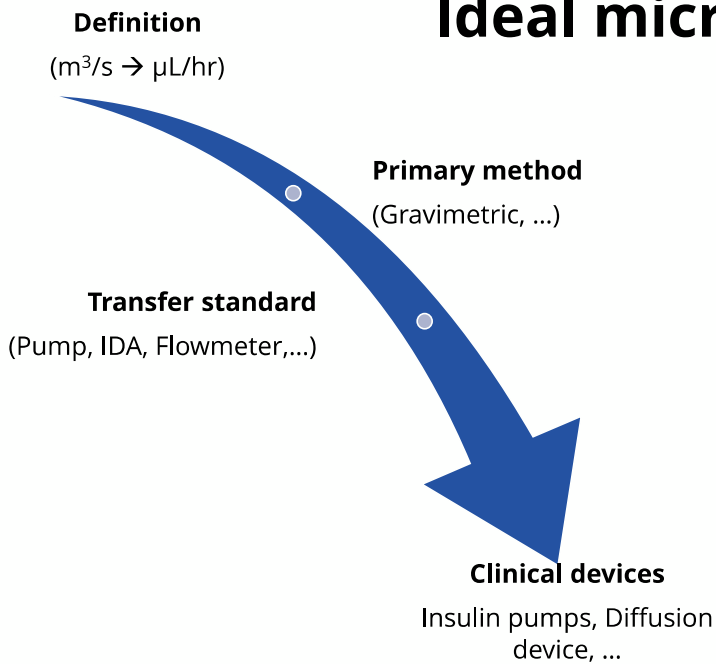 Ideal micr
Definition
(m³/s → µL/hr)
Primary method
(Gravimetric, ...)
Transfer standard
(Pump, IDA, Flowmeter,...)
Clinical devices
Insulin pumps, Diffusion
device, ...